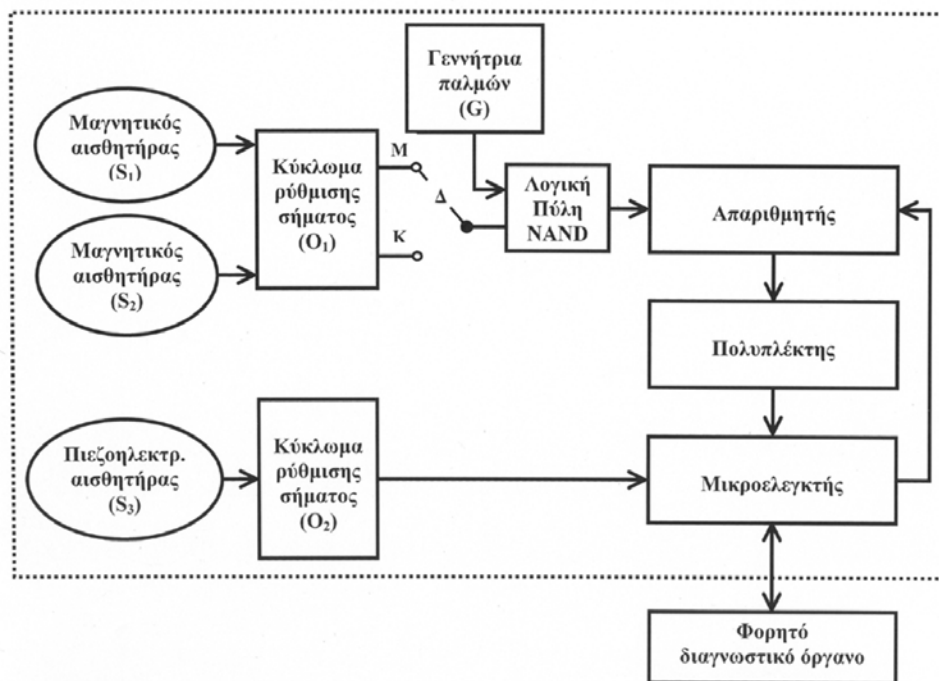 Γεννήτρια
παλμών
(G)
Μαγνητικός
αισθητήρας
(S₁)
Κύκλωμα
ρύθμισης
σήματος
(O₁)
Μ
Δ
Κ
Λογική
Πύλη
NAND
Απαριθμητής
Μαγνητικός
αισθητήρας
(S₂)
Πολυπλέκτης
Πιεζοηλεκτρ.
αισθητήρας
(S₃)
Κύκλωμα
ρύθμισης
σήματος
(O₂)
Μικροελεγκτής
Φορητό
διαγνωστικό όργανο